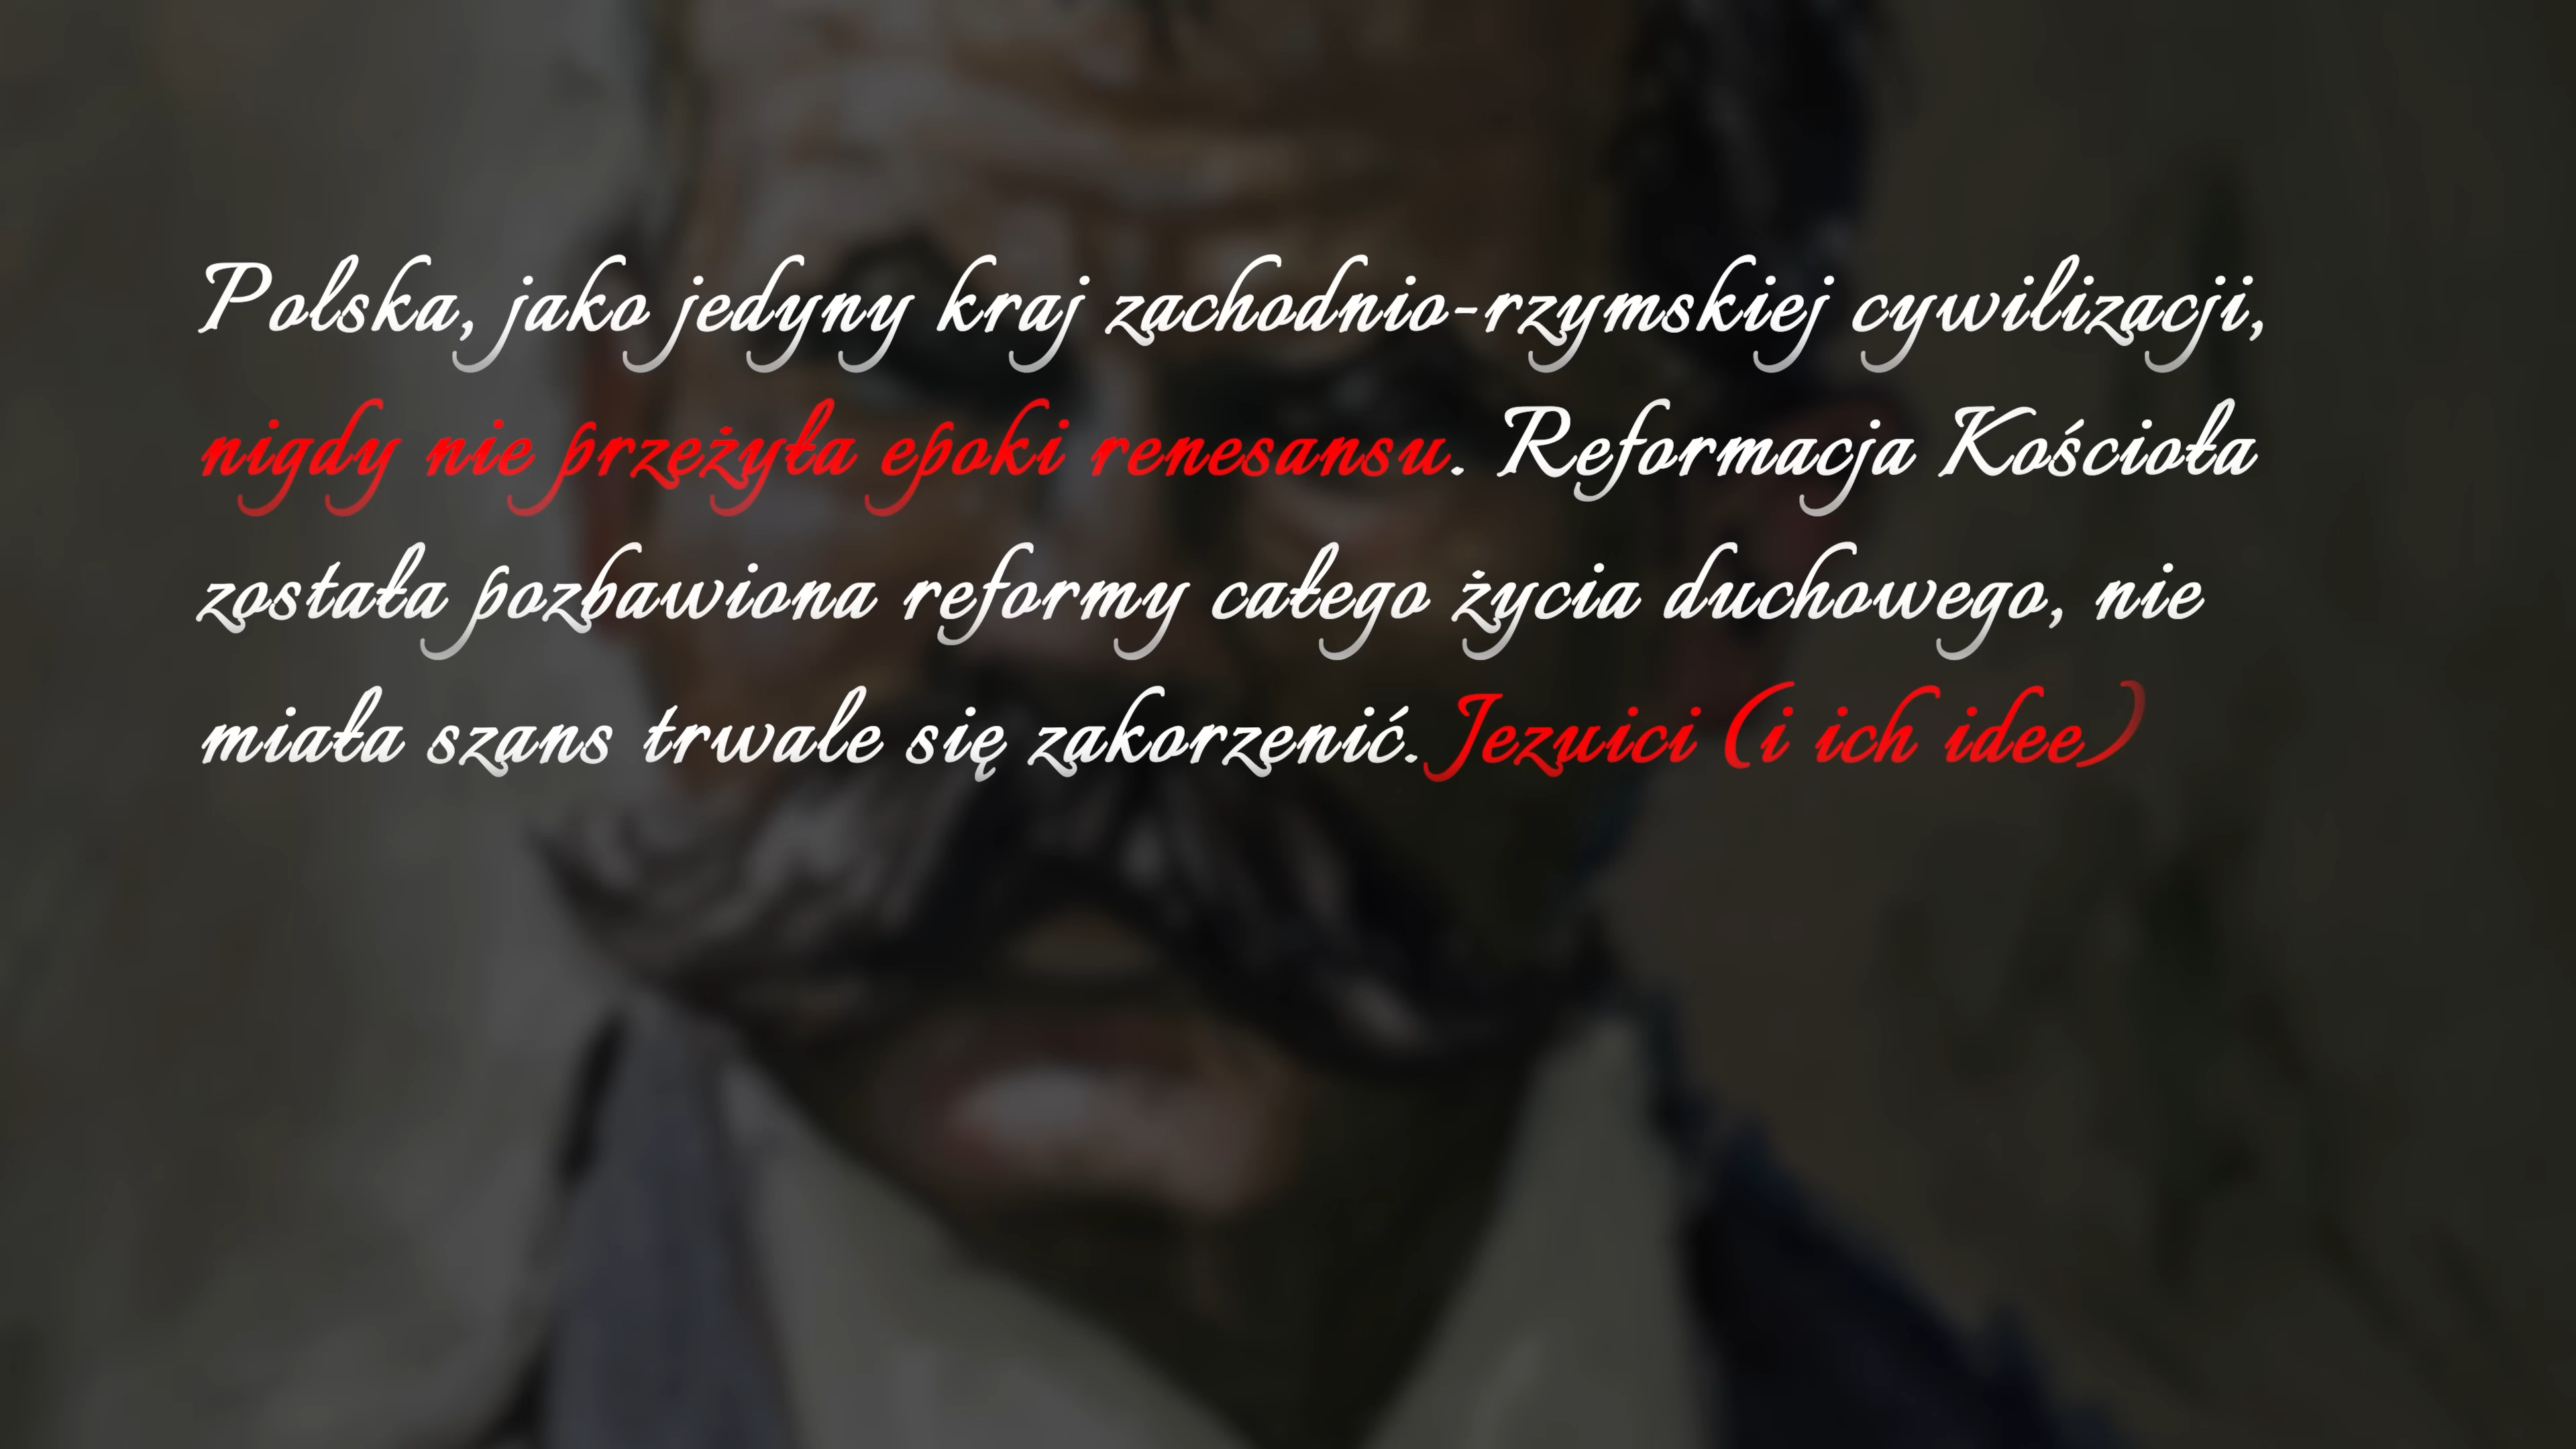 Polska, jako jedyny kraj zachodnio-rzymskiej cywilizacji,
nigdy nie przeżyła epoki renesansu. Reformacja Kościoła
została pozbawiona reformy całego życia duchowego, nie
miała szans trwale się zakorzenić. Jezuici (i ich idee)